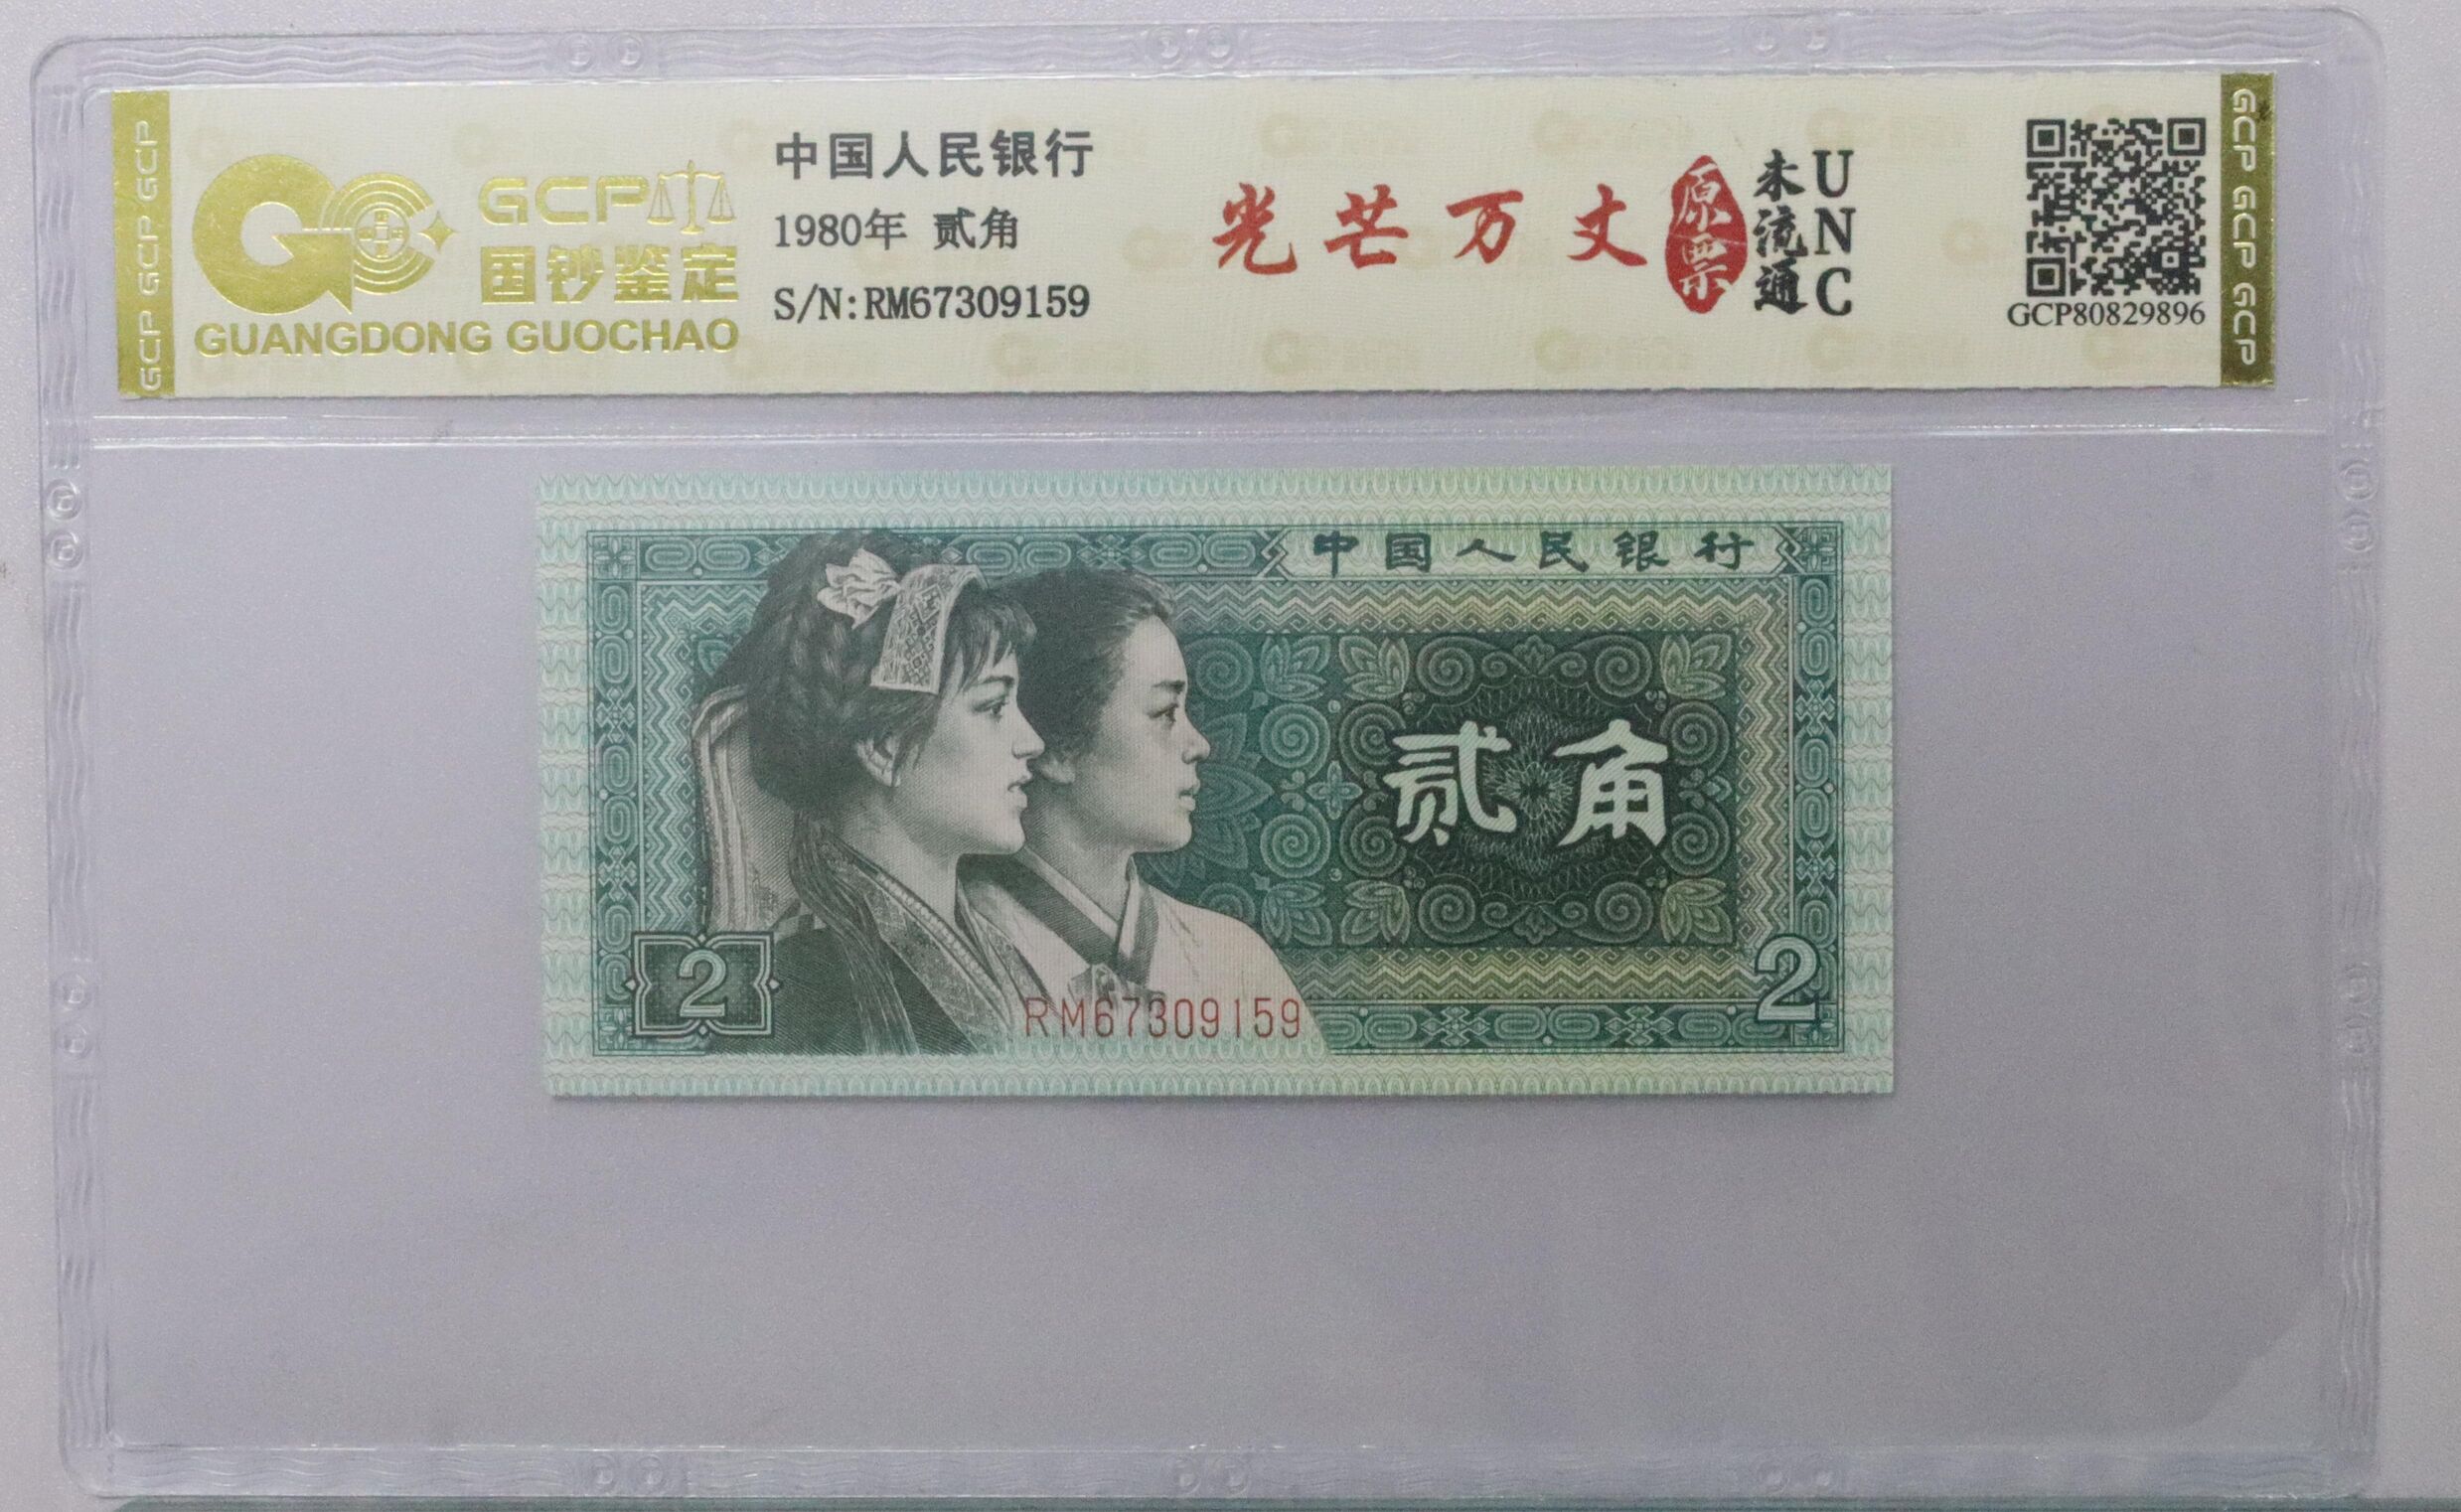 GCP GCP GCP
GCP
国钞鉴定
GUANGDONG GUOCHAO
中国人民银行
1980年 贰角
S/N:RM67309159
光芒万丈
原票
未流通
UNC
GCP80829896
GCP GCP GCP
中国人民银行
贰角
2
2
RM67309159